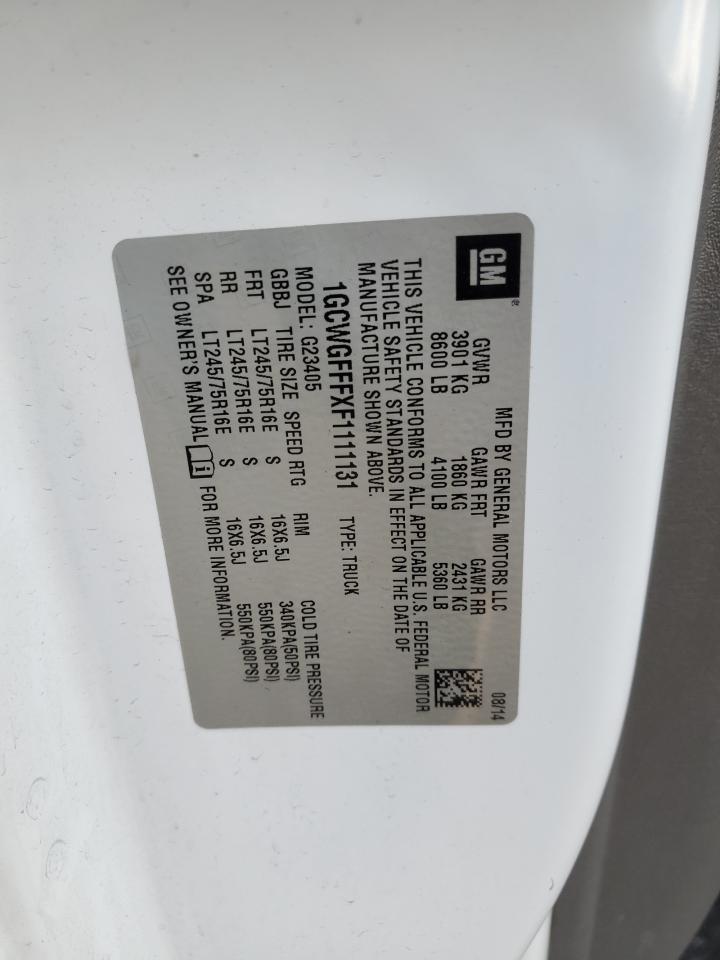 GM
®
MFD BY GENERAL MOTORS LLC
08/14
GVWR GAWR FRT GAWR RR
3901 KG 1860 KG 2431 KG
8600 LB 4100 LB 5360 LB
THIS VEHICLE CONFORMS TO ALL APPLICABLE U.S. FEDERAL MOTOR
VEHICLE SAFETY STANDARDS IN EFFECT ON THE DATE OF
MANUFACTURE SHOWN ABOVE.
1GCWGFFFXF1111131 TYPE: TRUCK
MODEL: G23405
GBBJ TIRE SIZE SPEED RTG RIM COLD TIRE PRESSURE
FRT LT245/75R16E S 16X6.5J 340KPA(50PSI)
RR LT245/75R16E S 16X6.5J 550KPA(80PSI)
SPA LT245/75R16E S 16X6.5J 550KPA(80PSI)
SEE OWNER'S MANUAL i FOR MORE INFORMATION.